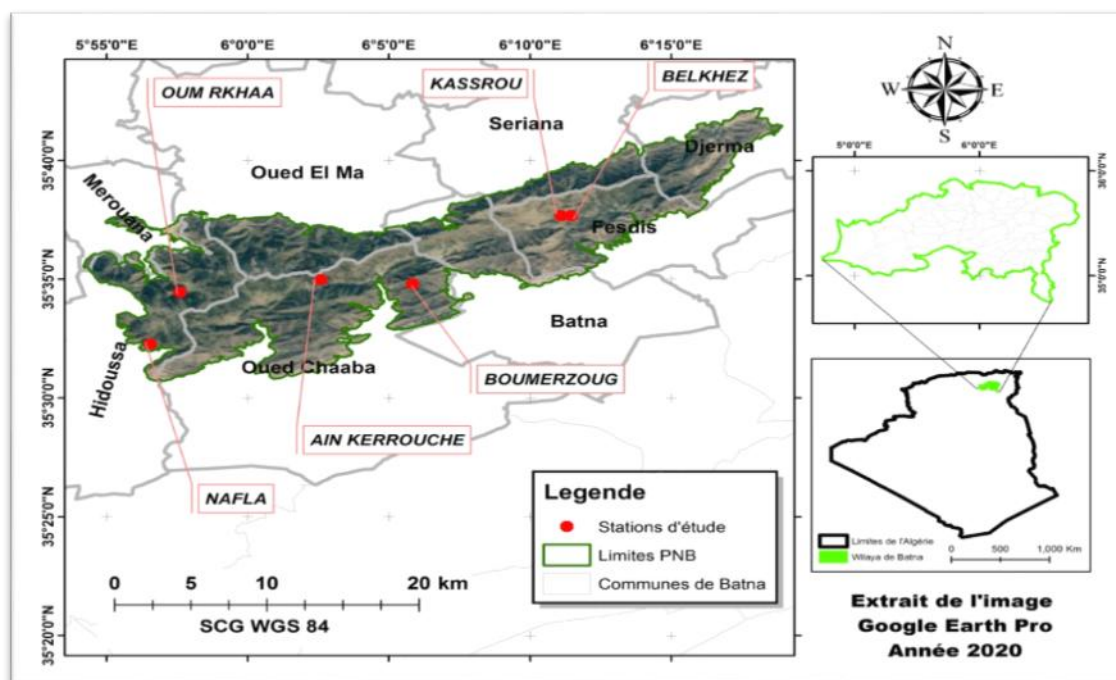 5°55'0"E 6°0'0"E 6°5'0"E 6°10'0"E 6°15'0"E
OUM RKHAA
KASSROU
BELKHEZ
Seriana
Djerma
Oued El Ma
Merouana
Fesdis
Batna
Oued Chaaba
Hidoussa
BOUMERZOUG
AIN KERROUCHE
NAFLA
35°40'0"N
35°35'0"N
35°30'0"N
35°25'0"N
35°20'0"N
0 5 10 20 km
SCG WGS 84
Legende
Stations d'étude
Limites PNB
Communes de Batna
N
W E
S
5°0'0"E 6°0'0"E
36°0'0"N
35°0'0"N
Limites de l'Algérie
Wilaya de Batna
0 500 1,000 Km
Extrait de l'image
Google Earth Pro
Année 2020